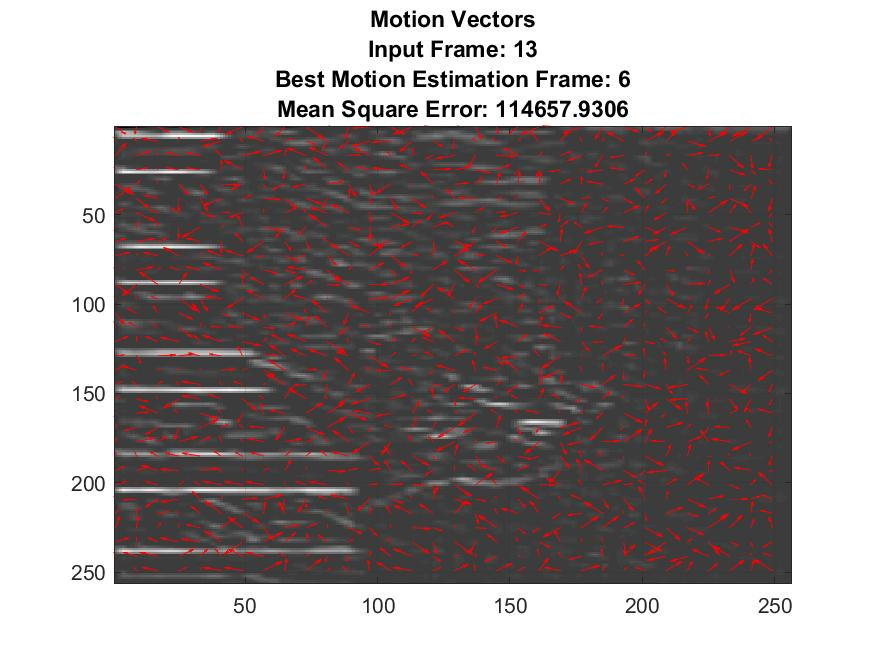 Motion Vectors
Input Frame: 13
Best Motion Estimation Frame: 6
Mean Square Error: 114657.9306
50
100
150
200
250
50
100
150
200
250